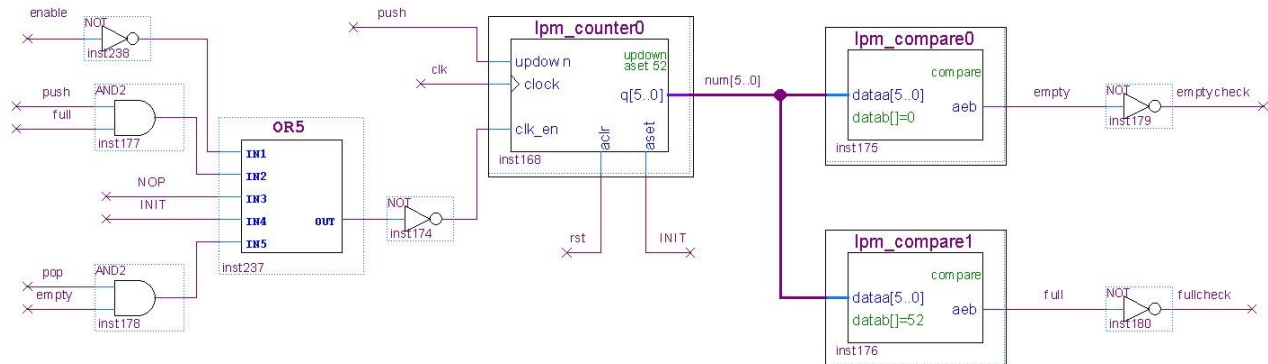 enable
NOT
inst238
push
full
AND2
inst177
NOP
INIT
pop
empty
AND2
inst178
OR5
IN1
IN2
IN3
IN4
IN5
OUT
inst237
NOT
inst174
push
clk
lpm_counter0
updown
clock
clk_en
updown
aset 52
q[5..0]
aclr
aset
inst168
rst
INIT
num[5..0]
lpm_compare0
compare
dataa[5..0]
datab[]=0
aeb
inst175
empty
NOT
inst179
emptycheck
lpm_compare1
compare
dataa[5..0]
datab[]=52
aeb
inst176
full
NOT
inst180
fullcheck